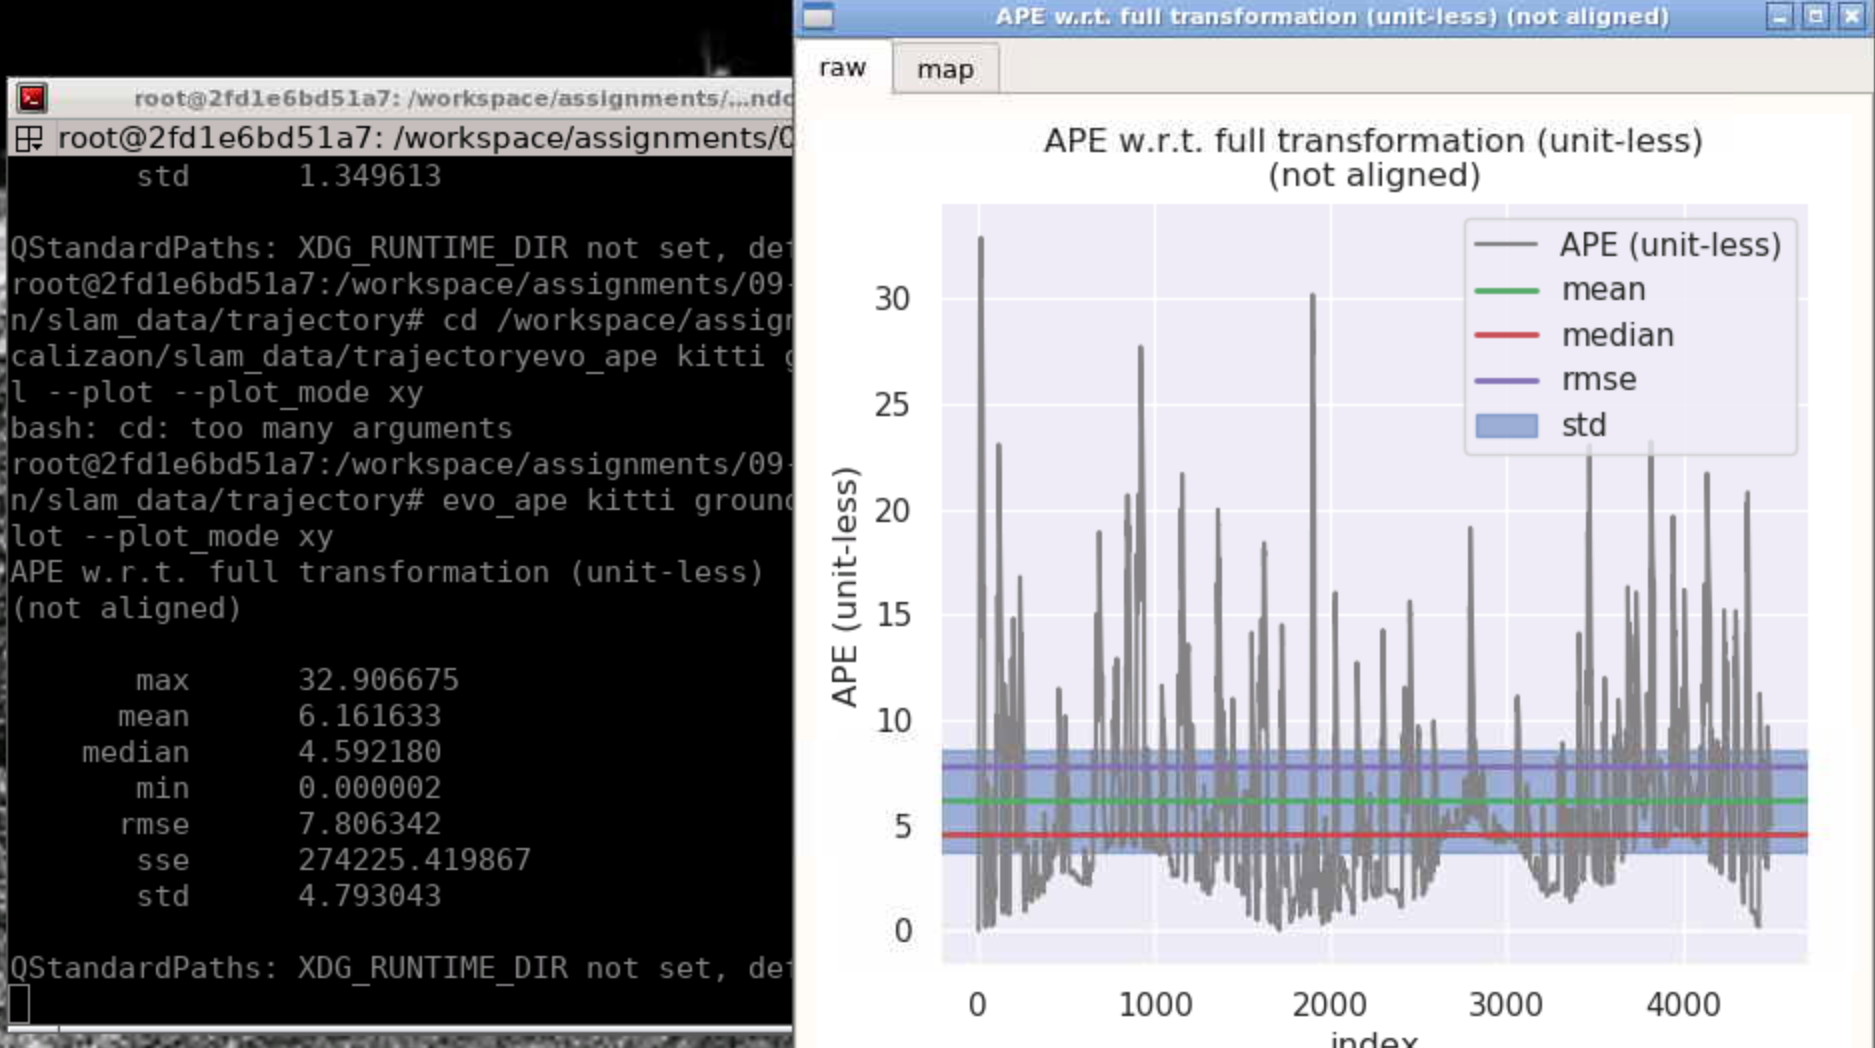 root@2fd1e6bd51a7: /workspace/assignments/...ndo
root@2fd1e6bd51a7: /workspace/assignments/0
std 1.349613
QStandardPaths: XDG_RUNTIME_DIR not set, def
root@2fd1e6bd51a7:/workspace/assignments/09-
n/slam_data/trajectory# cd /workspace/assign
calizaon/slam_data/trajectoryevo_ape kitti g
l --plot --plot_mode xy
bash: cd: too many arguments
root@2fd1e6bd51a7:/workspace/assignments/09-
n/slam_data/trajectory# evo_ape kitti ground
lot --plot_mode xy
APE w.r.t. full transformation (unit-less)
(not aligned)
max 32.906675
mean 6.161633
median 4.592180
min 0.000002
rmse 7.806342
sse 274225.419867
std 4.793043
QStandardPaths: XDG_RUNTIME_DIR not set, def
APE w.r.t. full transformation (unit-less) (not aligned)
raw map
APE w.r.t. full transformation (unit-less)
(not aligned)
APE (unit-less)
mean
median
rmse
std
APE (unit-less)
30
25
20
15
10
5
0
0 1000 2000 3000 4000
index